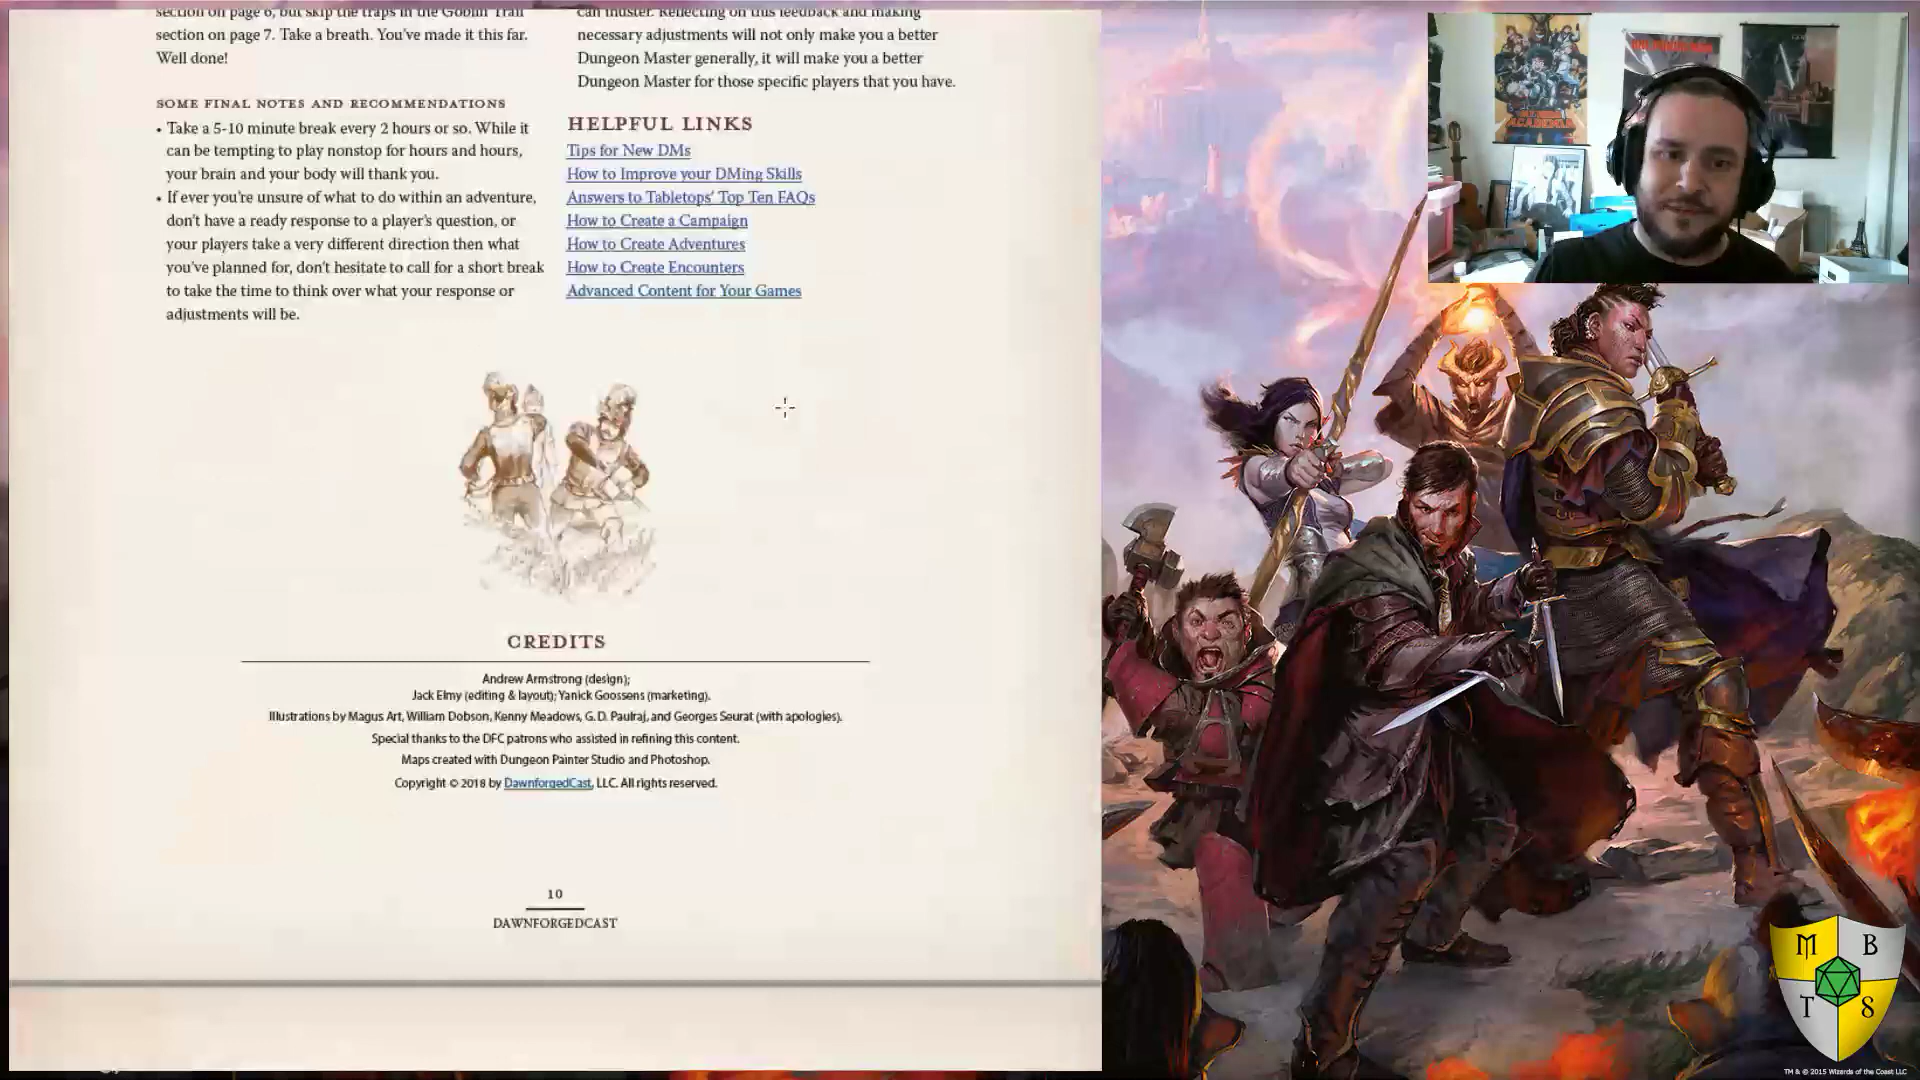 section on page 6, but skip the traps in the Goblin Trail
section on page 7. Take a breath. You've made it this far.
Well done!
SOME FINAL NOTES AND RECOMMENDATIONS
• Take a 5-10 minute break every 2 hours or so. While it
can be tempting to play nonstop for hours and hours,
your brain and your body will thank you.
• If ever you're unsure of what to do within an adventure,
don't have a ready response to a player's question, or
your players take a very different direction then what
you've planned for, don't hesitate to call for a short break
to take the time to think over what your response or
adjustments will be.
can muster. Reflecting on this feedback and making
necessary adjustments will not only make you a better
Dungeon Master generally, it will make you a better
Dungeon Master for those specific players that you have.
HELPFUL LINKS
Tips for New DMs
How to Improve your DMing Skills
Answers to Tabletops' Top Ten FAQs
How to Create a Campaign
How to Create Adventures
How to Create Encounters
Advanced Content for Your Games
CREDITS
Andrew Armstrong (design);
Jack Elmy (editing & layout); Yanick Goossens (marketing).
Illustrations by Magus Art, William Dobson, Kenny Meadows, G.D. Paulraj, and Georges Seurat (with apologies).
Special thanks to the DFC patrons who assisted in refining this content.
Maps created with Dungeon Painter Studio and Photoshop.
Copyright © 2018 by DawnforgedCast, LLC. All rights reserved.
10
DAWNFORGEDCAST
ACADEMIA
M B
T S
TM & © 2015 Wizards of the Coast LLC